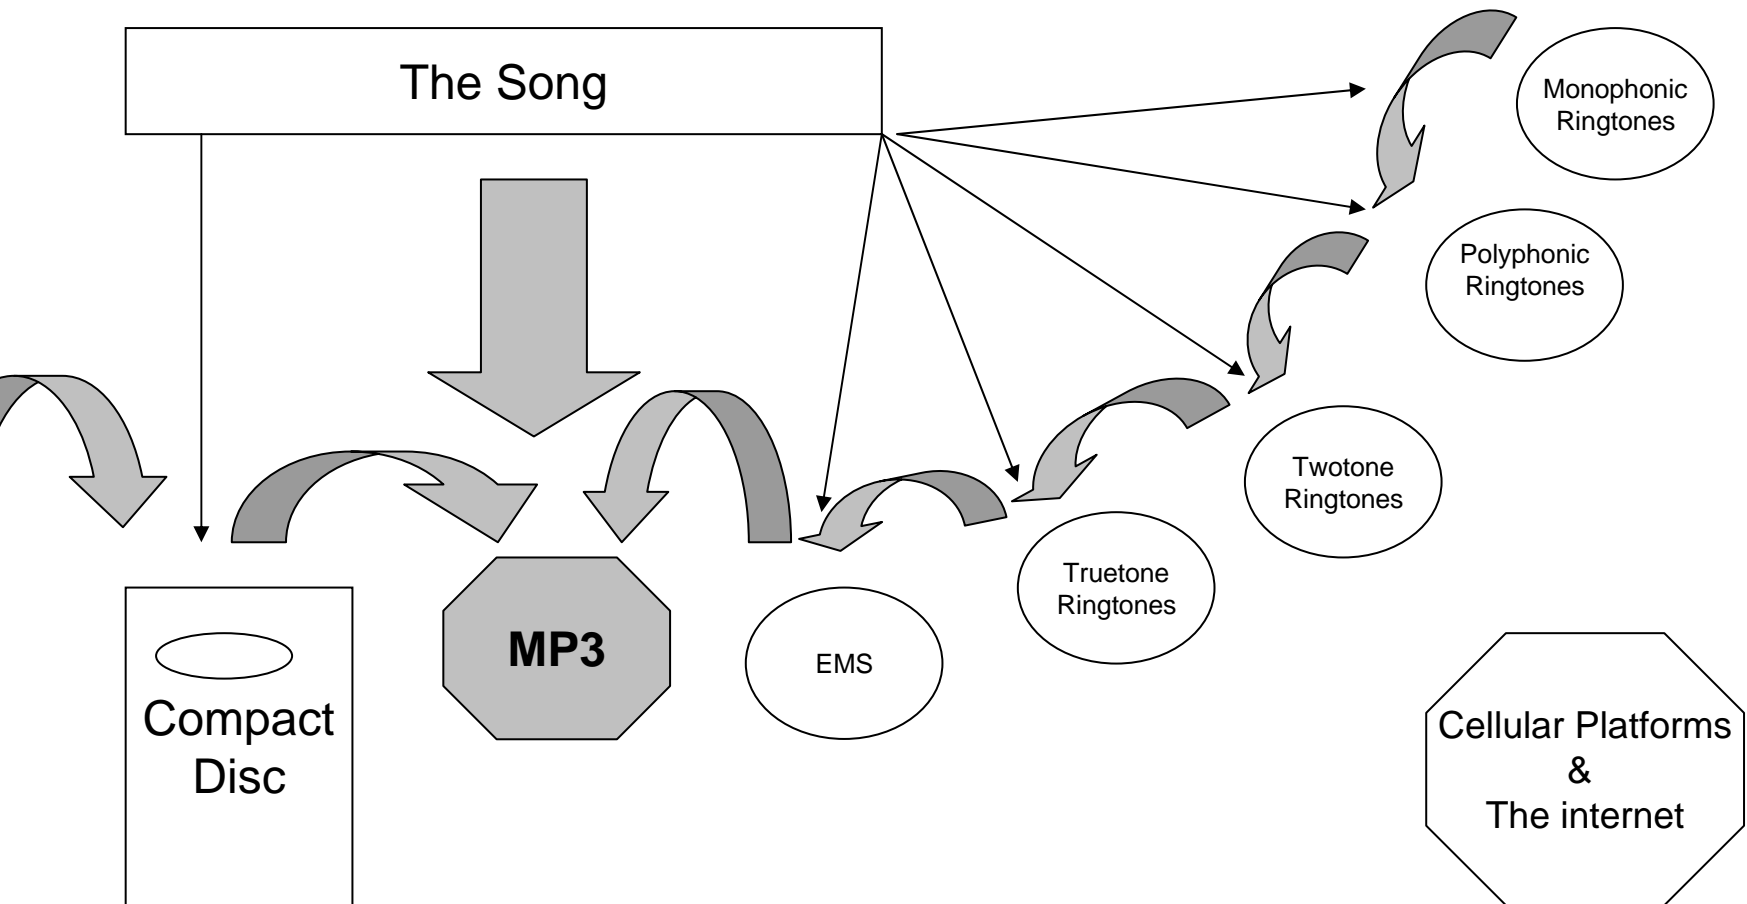 The Song
Monophonic
Ringtones
Polyphonic
Ringtones
Twotone
Ringtones
Truetone
Ringtones
EMS
MP3
Compact
Disc
Cellular Platforms
&
The internet